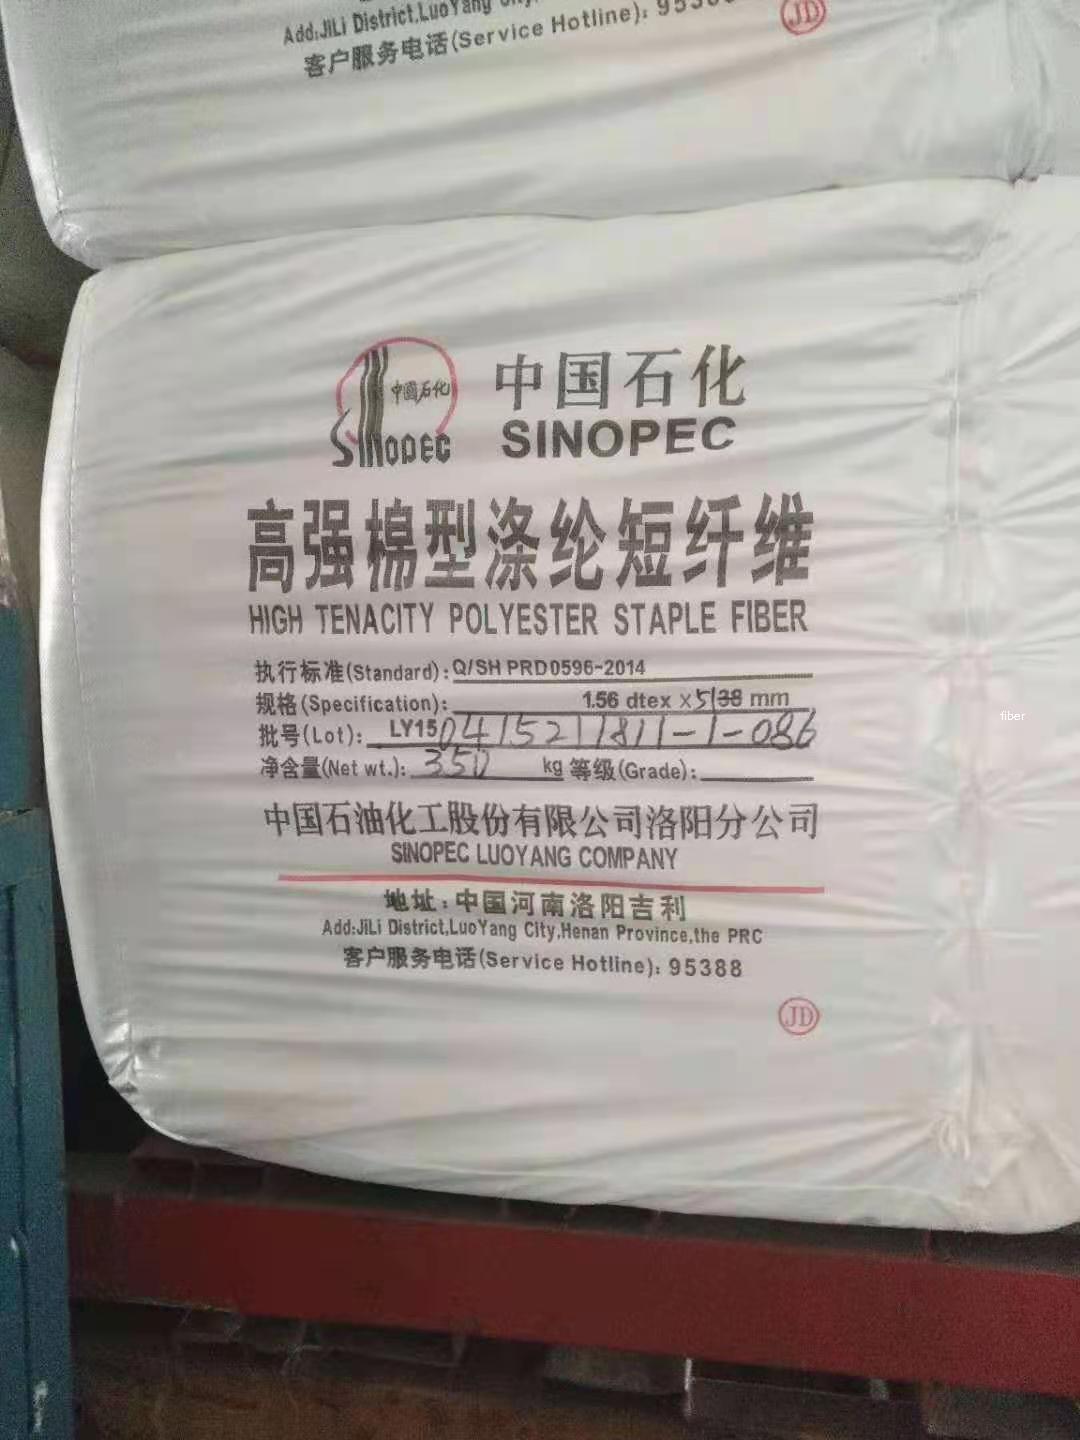 Add:JiLi District,LuoYang City,
客户服务电话(Service Hotline): 95388
JD
中國石化
Sinopec
中国石化
SINOPEC
高强棉型涤纶短纤维
HIGH TENACITY POLYESTER STAPLE FIBER
执行标准(Standard): Q/SH PRD0596-2014
规格(Specification): 1.56 dtex ×51 38 mm
批号(Lot): LY15 0415211811-1-086
净含量(Net wt.): 350 kg 等级(Grade):
中国石油化工股份有限公司洛阳分公司
SINOPEC LUOYANG COMPANY
地址:中国河南洛阳吉利
Add:JiLi District,LuoYang City,Henan Province,the PRC
客户服务电话(Service Hotline): 95388
JD
fiber